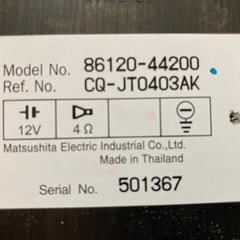 Model No. 86120-44200
Ref. No. CQ-JT0403AK
12V 4 Ω
Matsushita Electric Industrial Co., Ltd.
Made in Thailand
Serial No. 501367